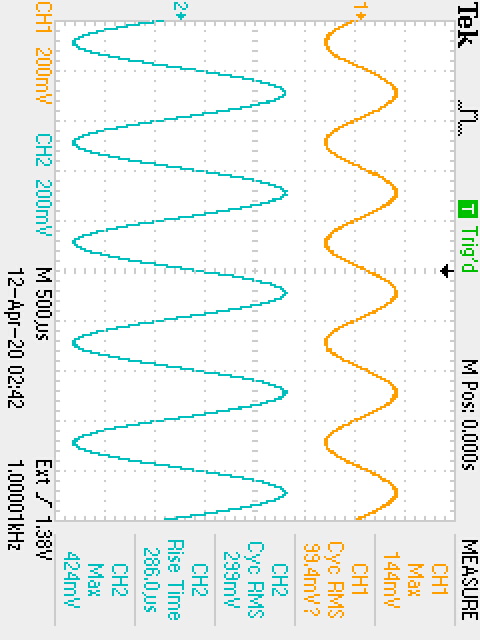 Tek T Trig'd M Pos: 0.000s MEASURE
CH1
Max
144mV
1
CH1
Cyc RMS
99.4mV?
CH2
Cyc RMS
299mV
2
CH2
Rise Time
286.0µs
CH2
Max
424mV
CH1 200mV CH2 200mV M 500µs Ext 1.38V
12-Apr-20 02:42 1.00001kHz